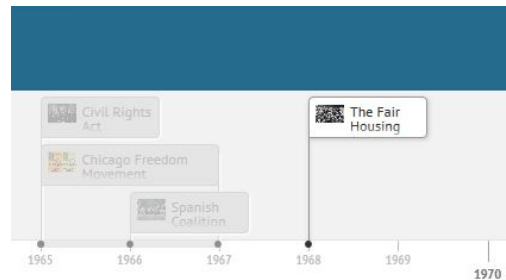 Civil Rights
Act
The Fair
Housing
Chicago Freedom
Movement
Spanish
Coalition
1965
1966
1967
1968
1969
1970